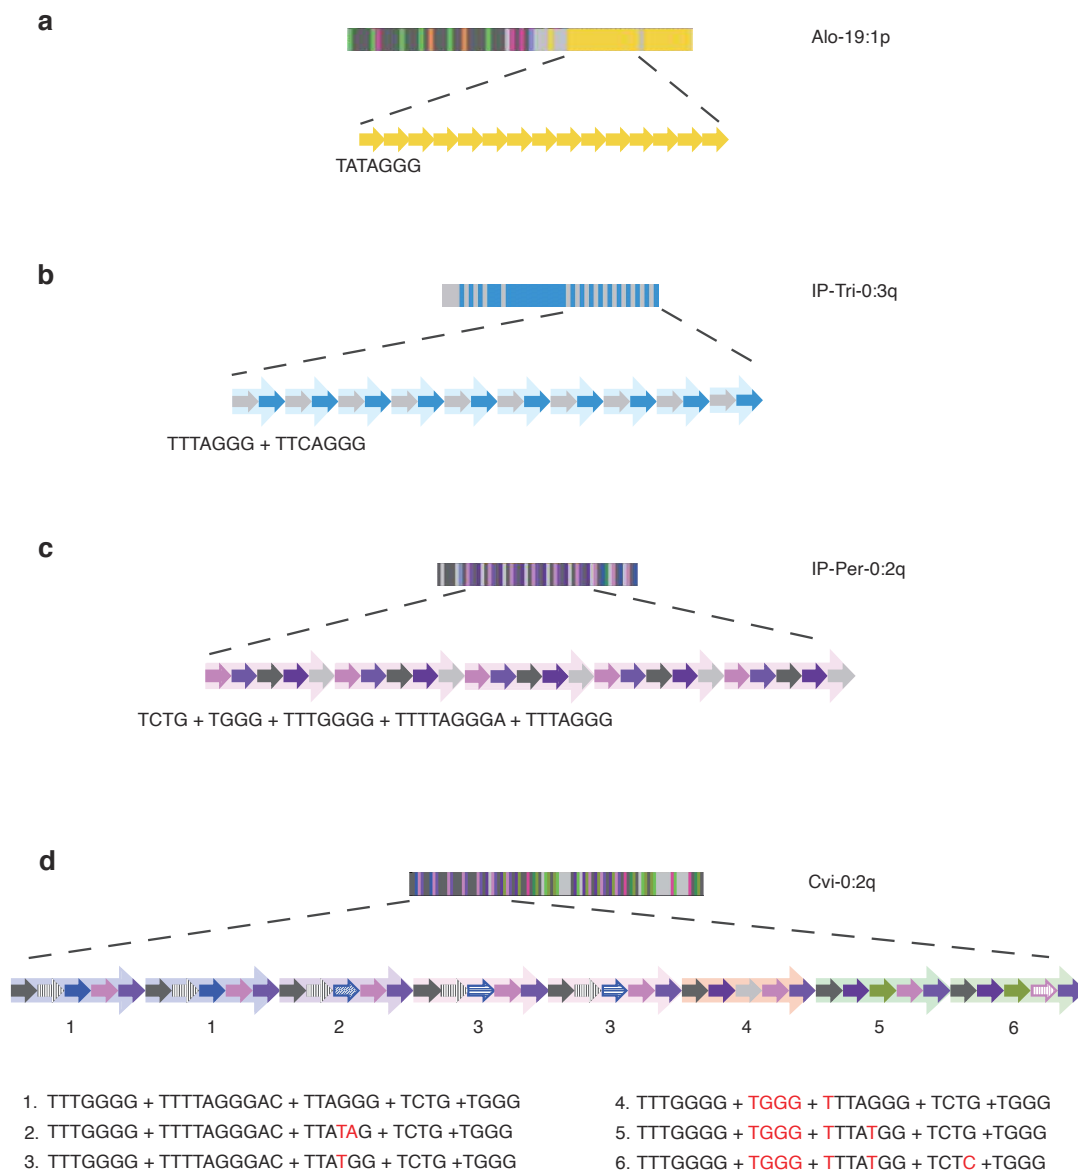 a
Alo-19:1p
TATAGGG
b
IP-Tri-0:3q
TTTAGGG + TTCAGGG
c
IP-Per-0:2q
TCTG + TGGG + TTTGGGG + TTTTAGGGA + TTTAGGG
d
Cvi-0:2q
1 1 2 3 3 4 5 6
1. TTTGGGG + TTTTAGGGAC + TTAGGG + TCTG +TGGG
2. TTTGGGG + TTTTAGGGAC + TTATAG + TCTG +TGGG
3. TTTGGGG + TTTTAGGGAC + TTATGG + TCTG +TGGG
4. TTTGGGG + TGGG + TTTAGGG + TCTG +TGGG
5. TTTGGGG + TGGG + TTTATGG + TCTG +TGGG
6. TTTGGGG + TGGG + TTTATGG + TCTC +TGGG